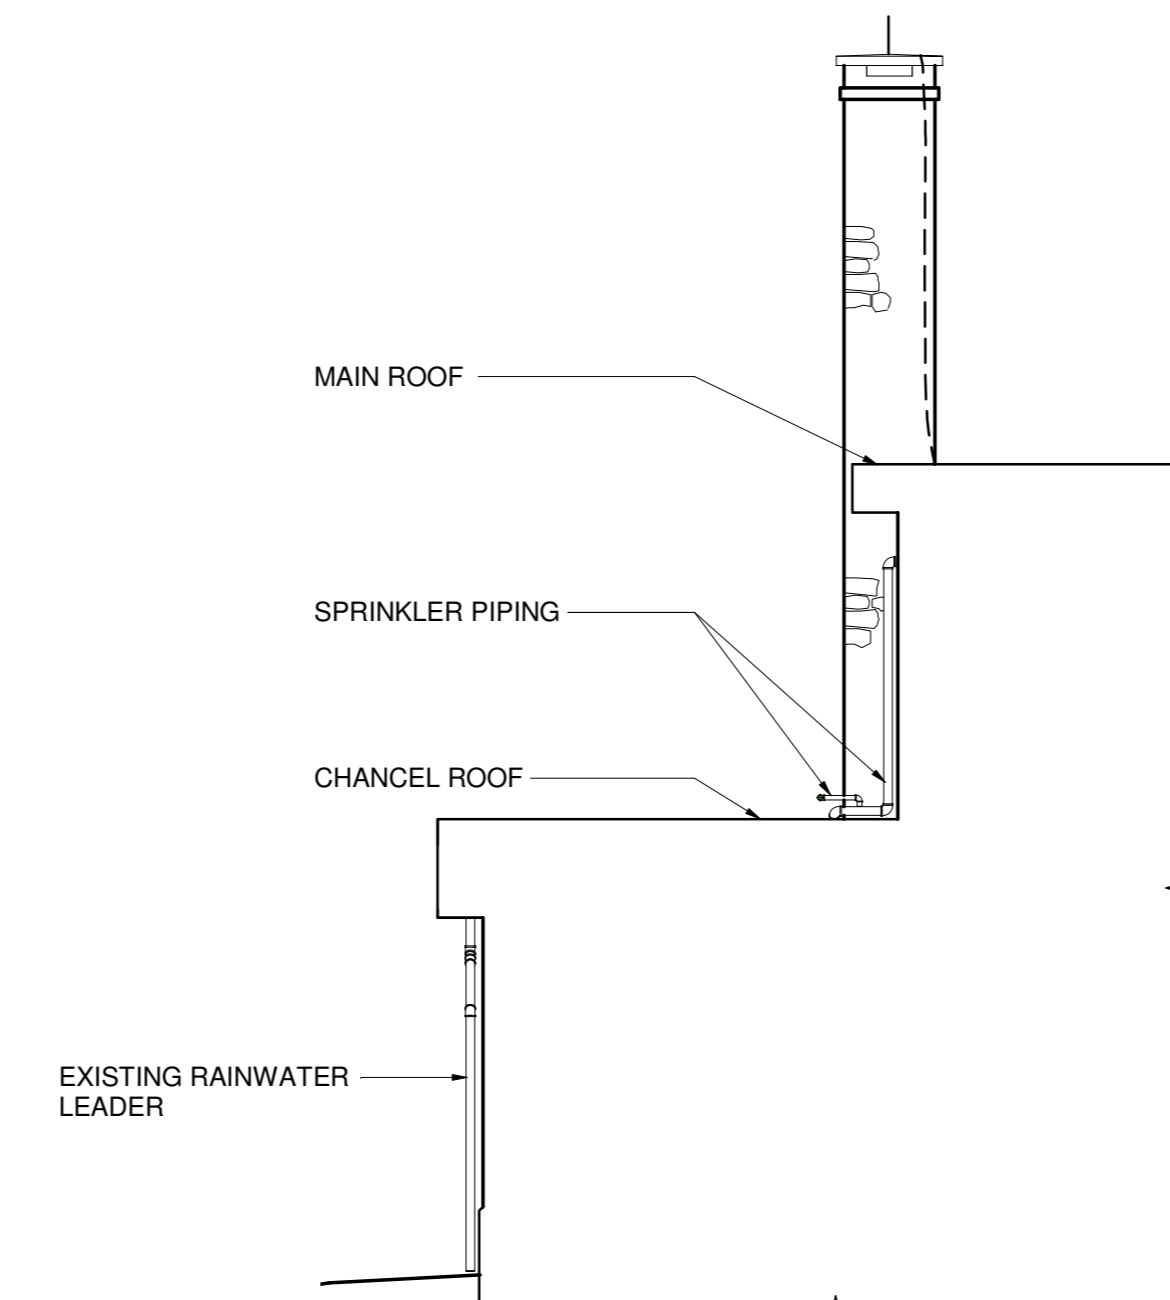 MAIN ROOF
SPRINKLER PIPING
CHANCEL ROOF
EXISTING RAINWATER
LEADER